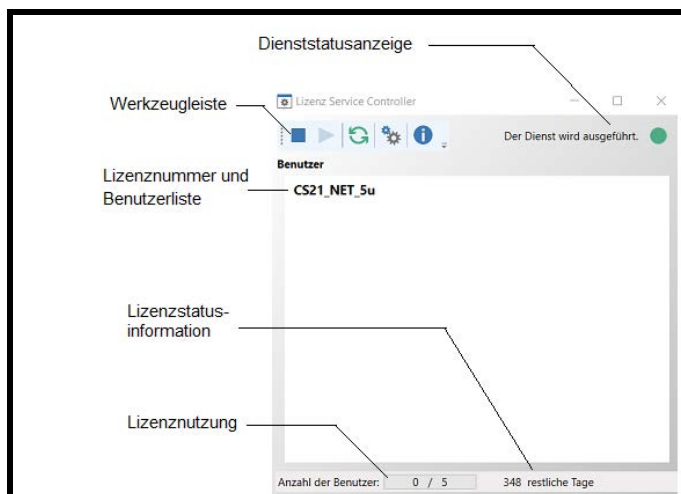 Dienststatusanzeige
Werkzeugleiste
Lizenz Service Controller
Der Dienst wird ausgeführt.
Benutzer
Lizenznummer und
Benutzerliste
CS21_NET_5u
Lizenzstatus-
information
Lizenznutzung
Anzahl der Benutzer: 0 / 5 348 restliche Tage